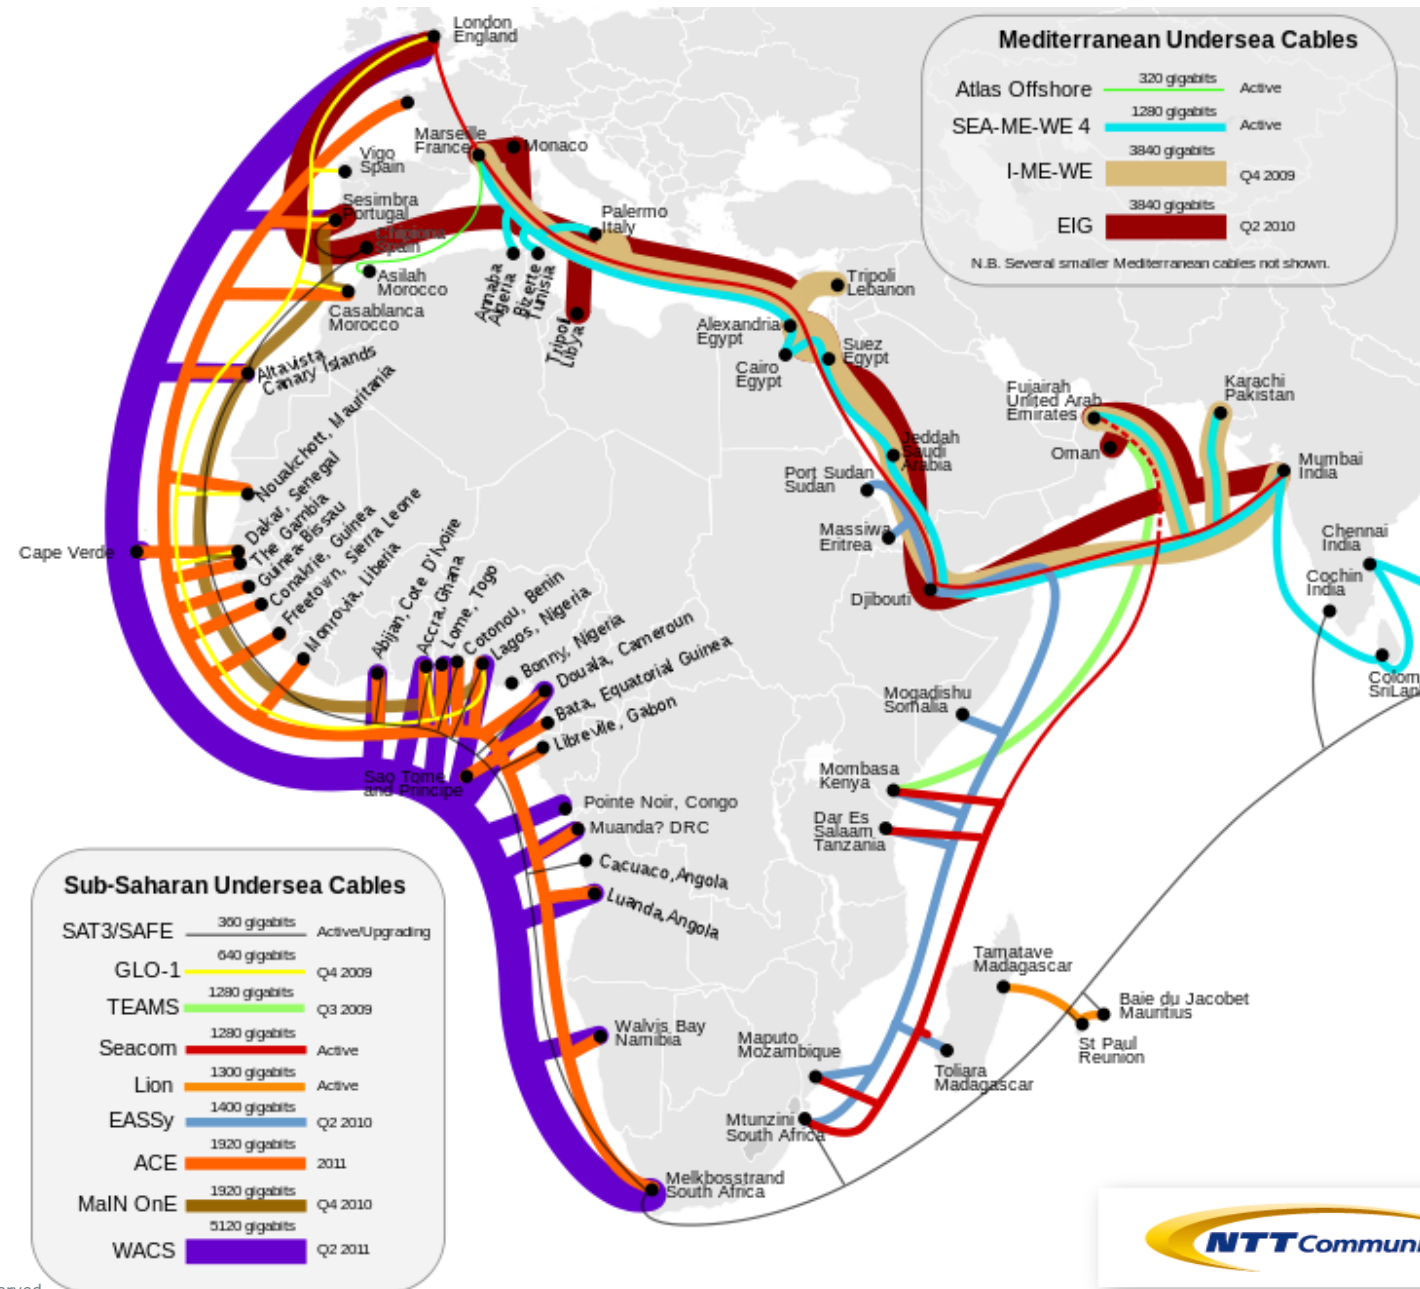 London
England
Marseille
France
Monaco
Vigo
Spain
Sesimbra
Portugal
Chipiona
Spain
Asilah
Morocco
Casablanca
Morocco
Palermo
Italy
Annaba
Algeria
Bizerte
Tunisia
Tripoli
Libya
Tripoli
Lebanon
Alexandria
Egypt
Cairo
Egypt
Suez
Egypt
Altavista
Canary Islands
Nouakchott, Mauritania
Dakar, Senegal
The Gambia
Guinea-Bissau
Conakrie, Guinea
Freetown, Sierra Leone
Monrovia, Liberia
Cape Verde
Abijan, Cote D'Ivoire
Accra, Ghana
Lome, Togo
Cotonou, Benin
Lagos, Nigeria
Bonny, Nigeria
Douala, Cameroun
Bata, Equatorial Guinea
Libreville, Gabon
Sao Tome
and Principe
Pointe Noir, Congo
Muanda? DRC
Cacuaco,Angola
Luanda,Angola
Walvis Bay
Namibia
Melkbosstrand
South Africa
Jeddah
Saudi
Arabia
Port Sudan
Sudan
Massiwa
Eritrea
Djibouti
Fujairah
United Arab
Emirates
Oman
Karachi
Pakistan
Mumbai
India
Chennai
India
Cochin
India
Colom
SriLan
Mogadishu
Somalia
Mombasa
Kenya
Dar Es
Salaam
Tanzania
Tamatave
Madagascar
Baie du Jacobet
Mauritius
St Paul
Reunion
Toliara
Madagascar
Maputo
Mozambique
Mtunzini
South Africa
Mediterranean Undersea Cables
Atlas Offshore 320 gigabits Active
SEA-ME-WE 4 1280 gigabits Active
I-ME-WE 3840 gigabits Q4 2009
EIG 3840 gigabits Q2 2010
N.B. Several smaller Mediterranean cables not shown.
Sub-Saharan Undersea Cables
SAT3/SAFE 360 gigabits Active/Upgrading
GLO-1 640 gigabits Q4 2009
TEAMS 1280 gigabits Q3 2009
Seacom 1280 gigabits Active
Lion 1300 gigabits Active
EASSy 1400 gigabits Q2 2010
ACE 1920 gigabits 2011
MaIN OnE 1920 gigabits Q4 2010
WACS 5120 gigabits Q2 2011
NTT Communi